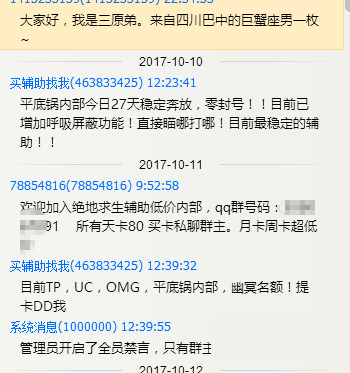 大家好，我是三原弟。来自四川巴中的巨蟹座男一枚
~
2017-10-10
买辅助找我(463833425) 12:23:41
平底锅内部今日27天稳定奔放，零封号！！目前已
增加呼吸屏蔽功能！直接瞄哪打哪！目前最稳定的辅
助！！
2017-10-11
78854816(78854816) 9:52:58
欢迎加入绝地求生辅助低价内部，qq群号码：
91 所有天卡80 买卡私聊群主。月卡周卡超低
买辅助找我(463833425) 12:39:32
目前TP，UC，OMG，平底锅内部，幽冥名额！提
卡DD我
系统消息(1000000) 12:39:55
管理员开启了全员禁言，只有群主
2017-10-12